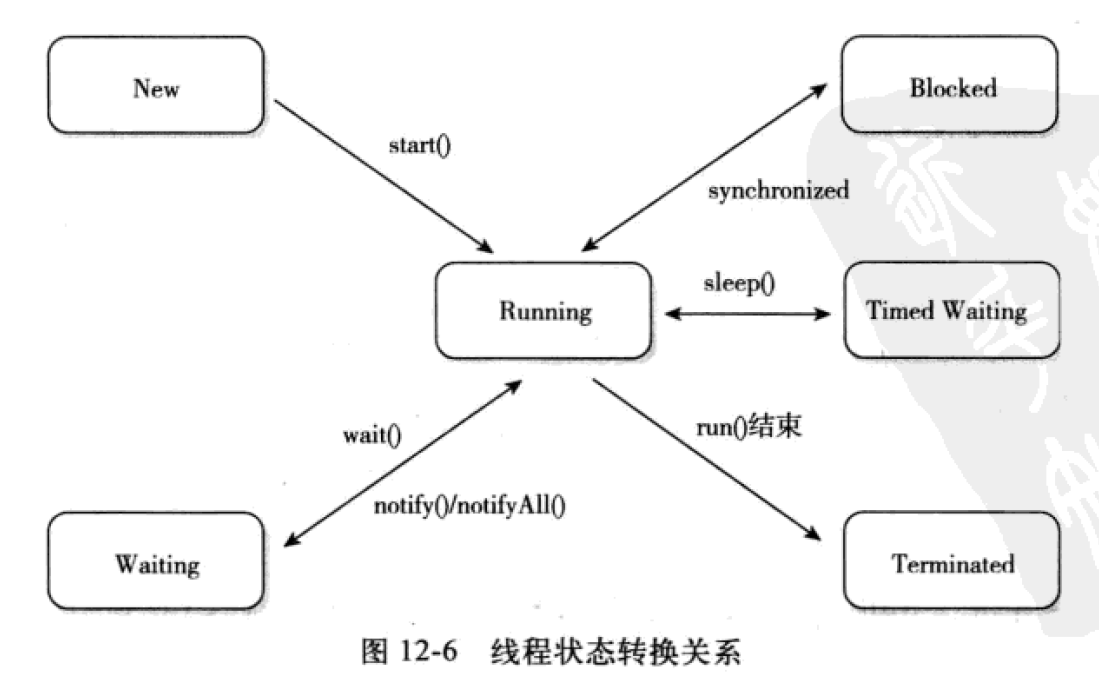 New
Blocked
start()
synchronized
Running
sleep()
Timed Waiting
wait()
run()结束
notify()/notifyAll()
Waiting
Terminated
图 12-6 线程状态转换关系